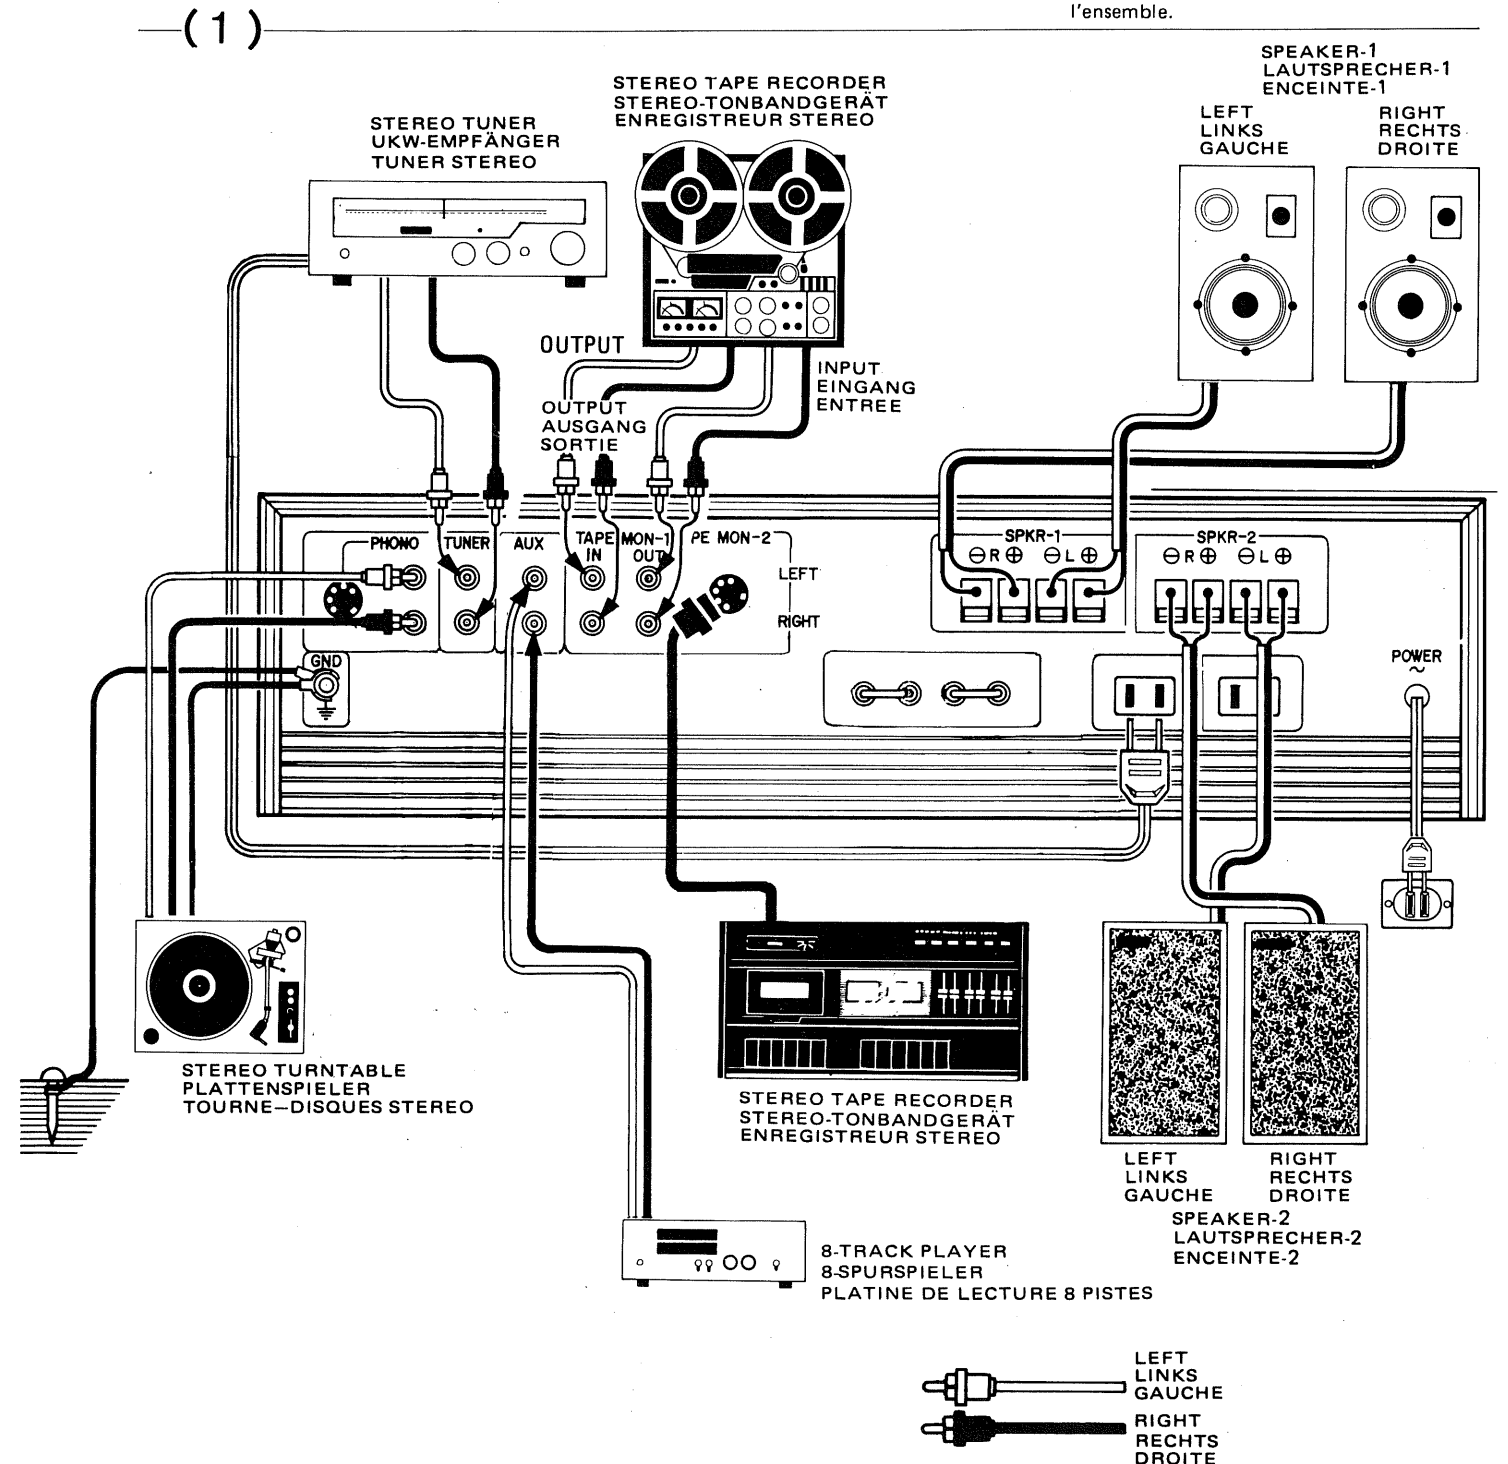 l'ensemble.
(1)
SPEAKER-1
LAUTSPRECHER-1
ENCEINTE-1
LEFT
LINKS
GAUCHE
RIGHT
RECHTS
DROITE
STEREO TAPE RECORDER
STEREO-TONBANDGERÄT
ENREGISTREUR STEREO
STEREO TUNER
UKW-EMPFÄNGER
TUNER STEREO
OUTPUT
INPUT
EINGANG
ENTREE
OUTPUT
AUSGANG
SORTIE
PHONO
TUNER
AUX
TAPE MON-1
IN OUT
PE MON-2
LEFT
RIGHT
GND
SPKR-1
⊖ R ⊕ ⊖ L ⊕
SPKR-2
⊖ R ⊕ ⊖ L ⊕
POWER
~
STEREO TURNTABLE
PLATTENSPIELER
TOURNE-DISQUES STEREO
STEREO TAPE RECORDER
STEREO-TONBANDGERÄT
ENREGISTREUR STEREO
LEFT
LINKS
GAUCHE
RIGHT
RECHTS
DROITE
SPEAKER-2
LAUTSPRECHER-2
ENCEINTE-2
8-TRACK PLAYER
8-SPURSPIELER
PLATINE DE LECTURE 8 PISTES
LEFT
LINKS
GAUCHE
RIGHT
RECHTS
DROITE